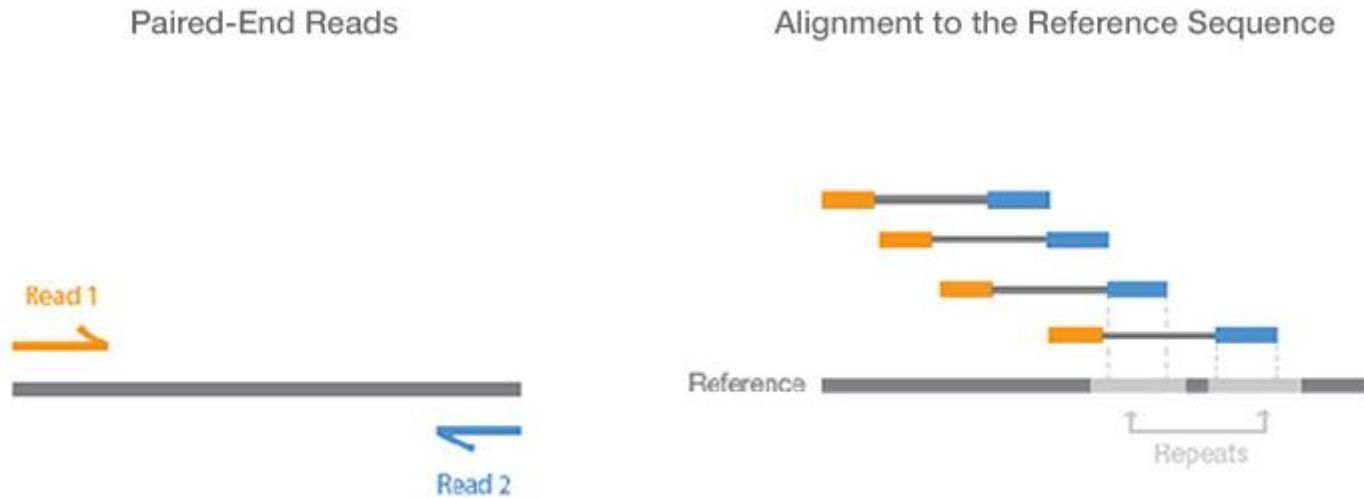 Paired-End Reads
Alignment to the Reference Sequence
Read 1
Read 2
Reference
Repeats